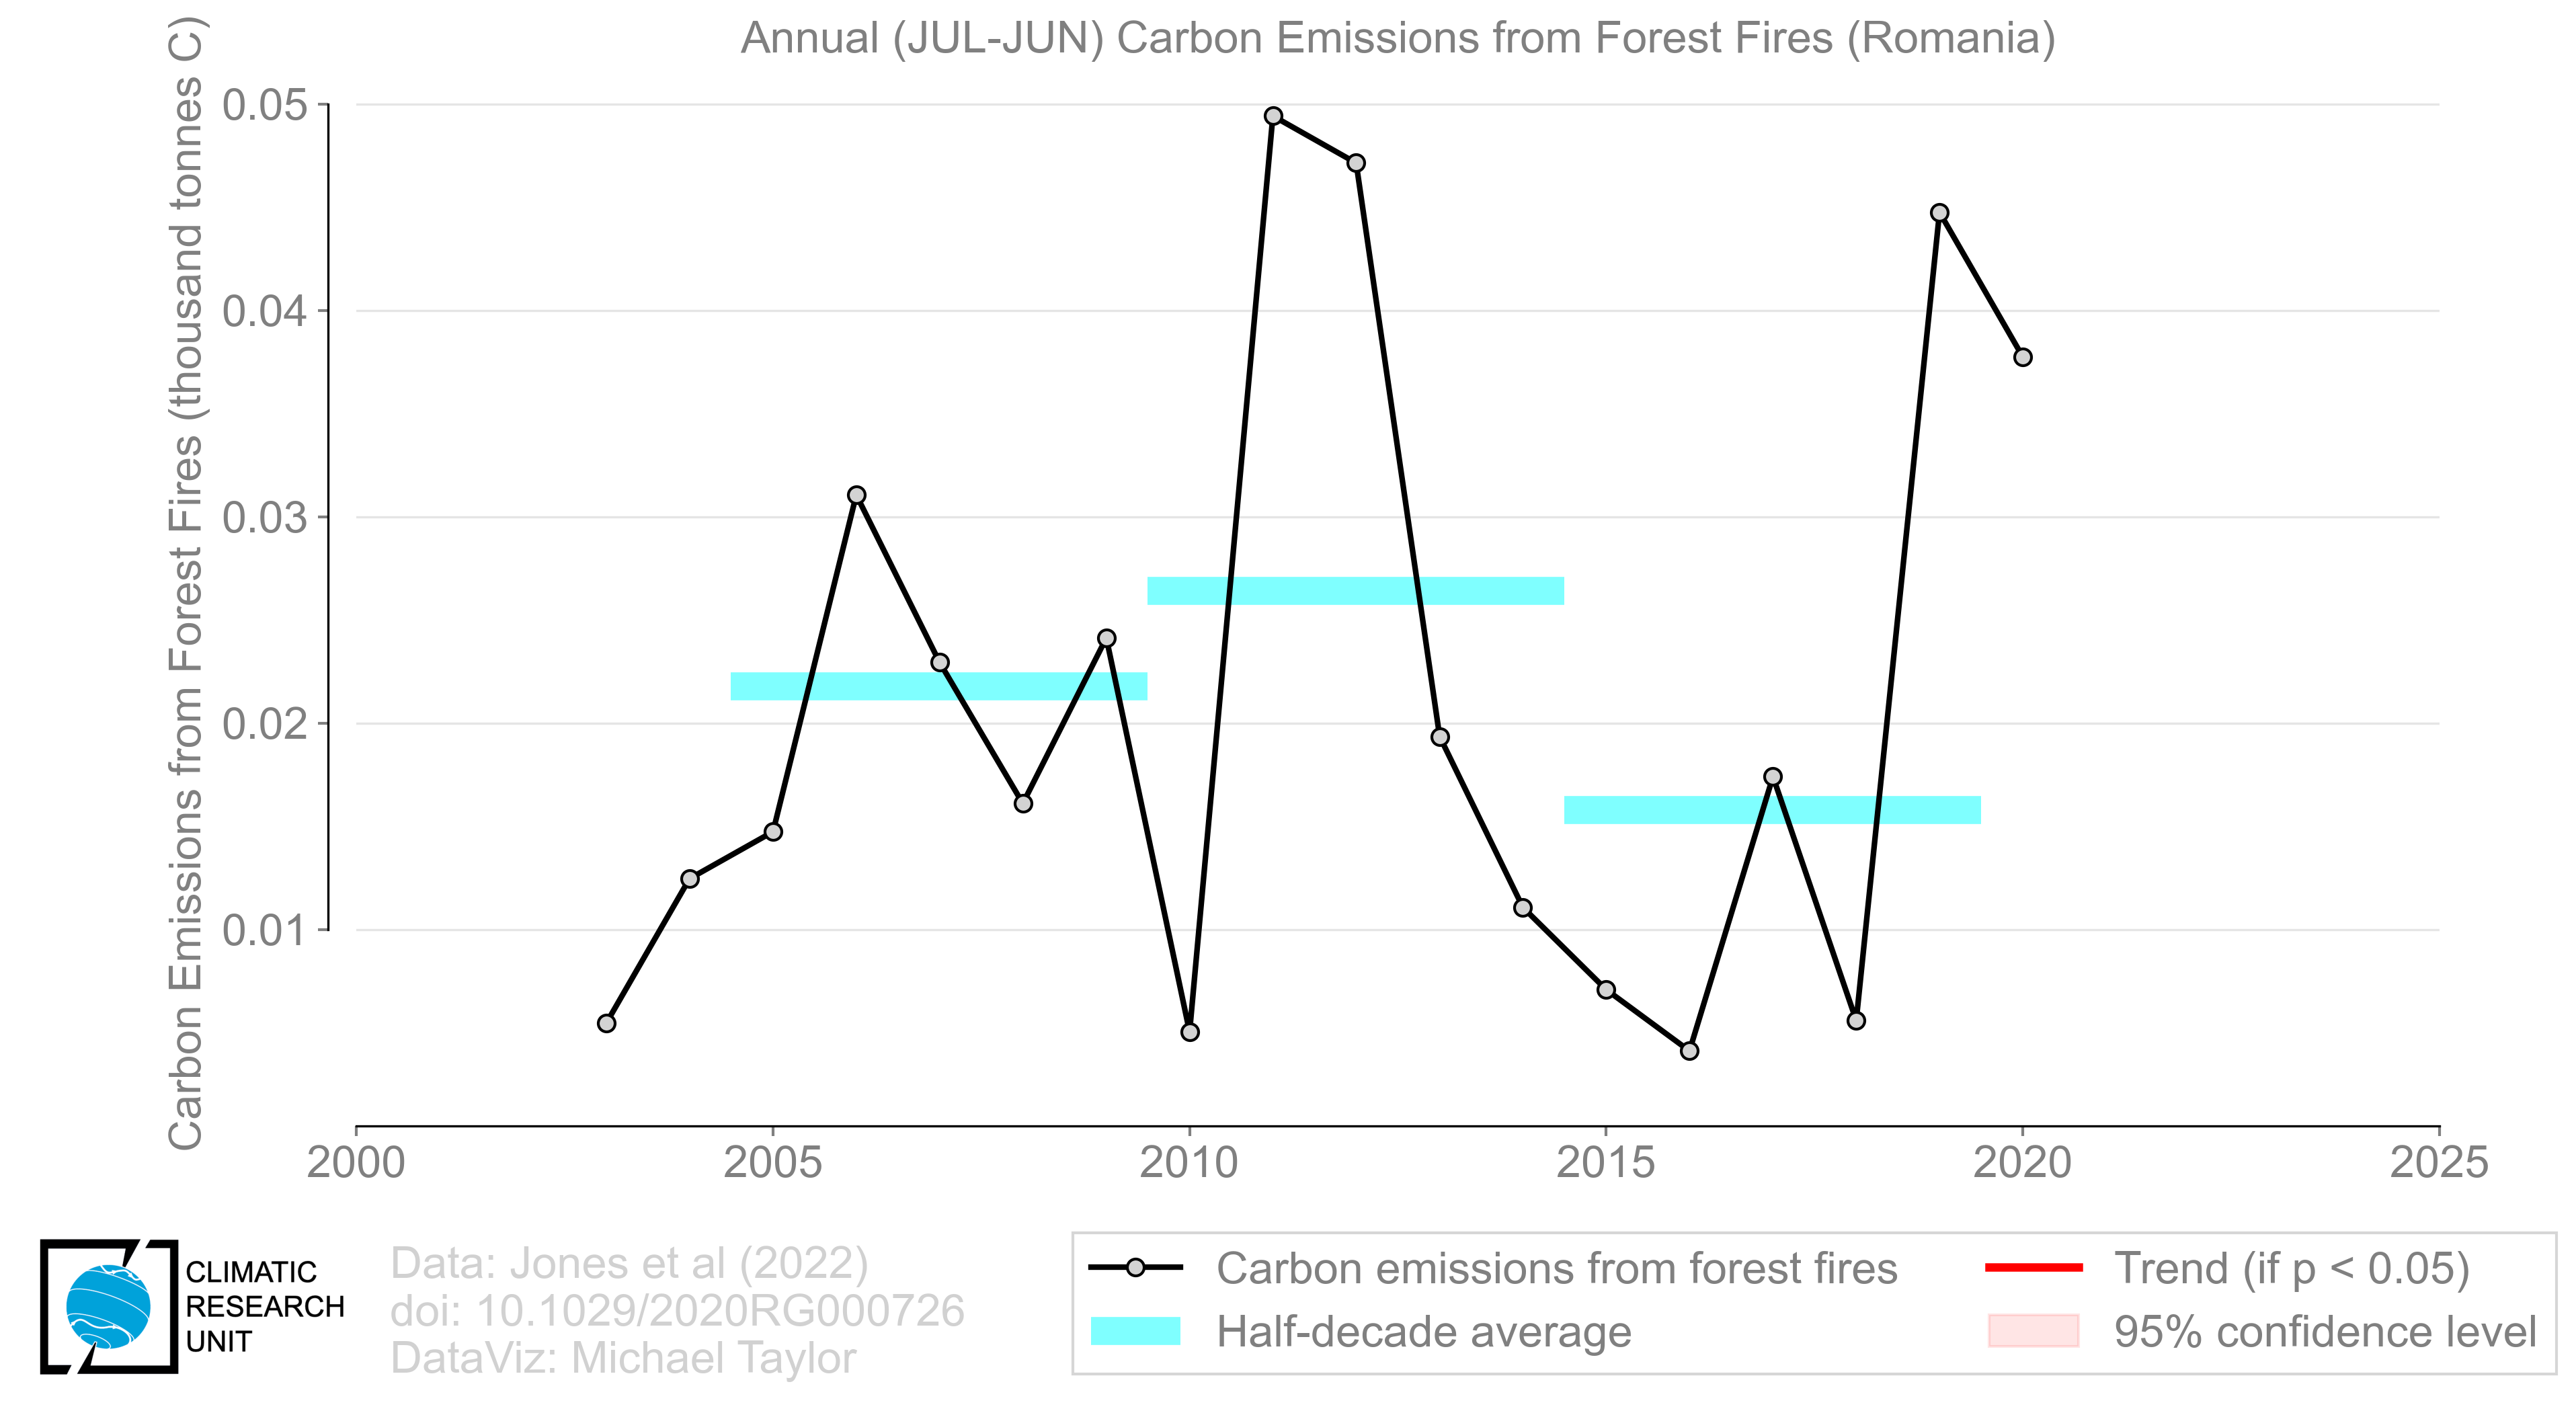 Annual (JUL-JUN) Carbon Emissions from Forest Fires (Romania)
Carbon Emissions from Forest Fires (thousand tonnes C)
0.05
0.04
0.03
0.02
0.01
2000 2005 2010 2015 2020 2025
CLIMATIC
RESEARCH
UNIT
Data: Jones et al (2022)
doi: 10.1029/2020RG000726
DataViz: Michael Taylor
Carbon emissions from forest fires
Half-decade average
Trend (if p < 0.05)
95% confidence level